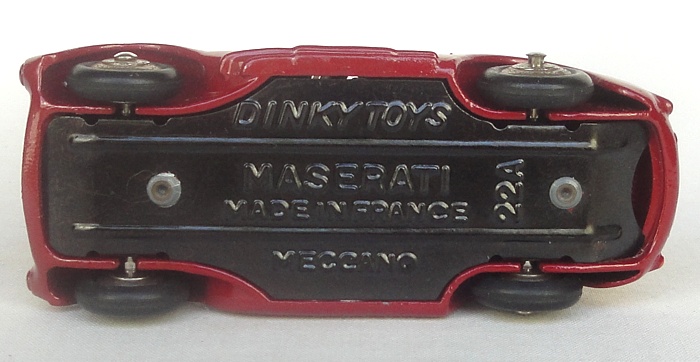 DINKY TOYS
MASERATI
MADE IN FRANCE
22A
MECCANO